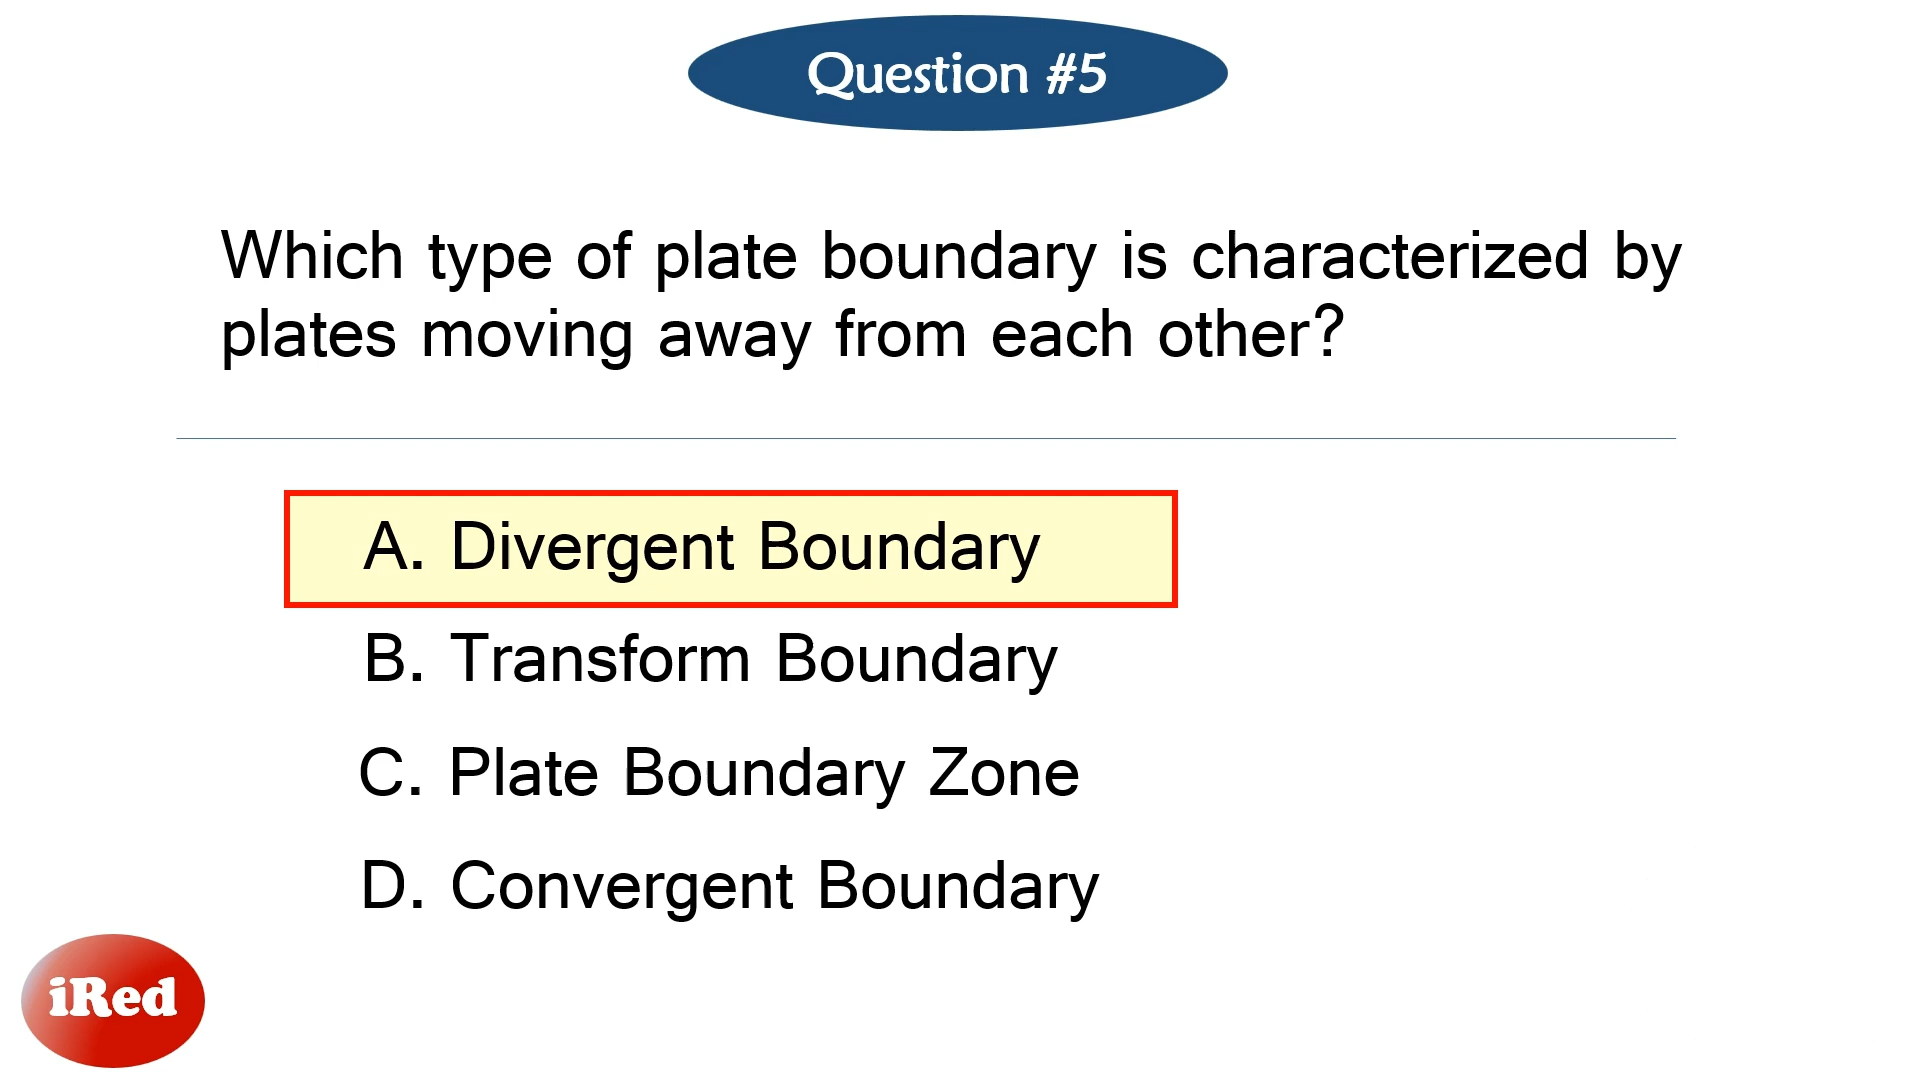 Question #5
Which type of plate boundary is characterized by
plates moving away from each other?
A. Divergent Boundary
B. Transform Boundary
C. Plate Boundary Zone
D. Convergent Boundary
iRed